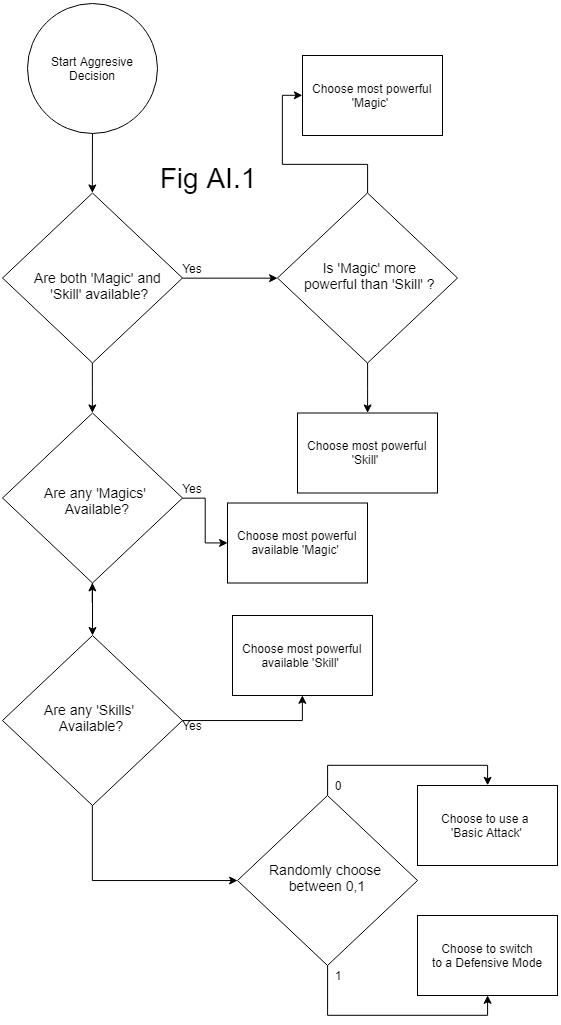 Start Aggresive
Decision
Choose most powerful
'Magic'
Fig AI.1
Are both 'Magic' and
'Skill' available?
Yes
Is 'Magic' more
powerful than 'Skill' ?
Choose most powerful
'Skill'
Are any 'Magics'
Available?
Yes
Choose most powerful
available 'Magic'
Choose most powerful
available 'Skill'
Are any 'Skills'
Available?
Yes
0
Choose to use a
'Basic Attack'
Randomly choose
between 0,1
Choose to switch
to a Defensive Mode
1